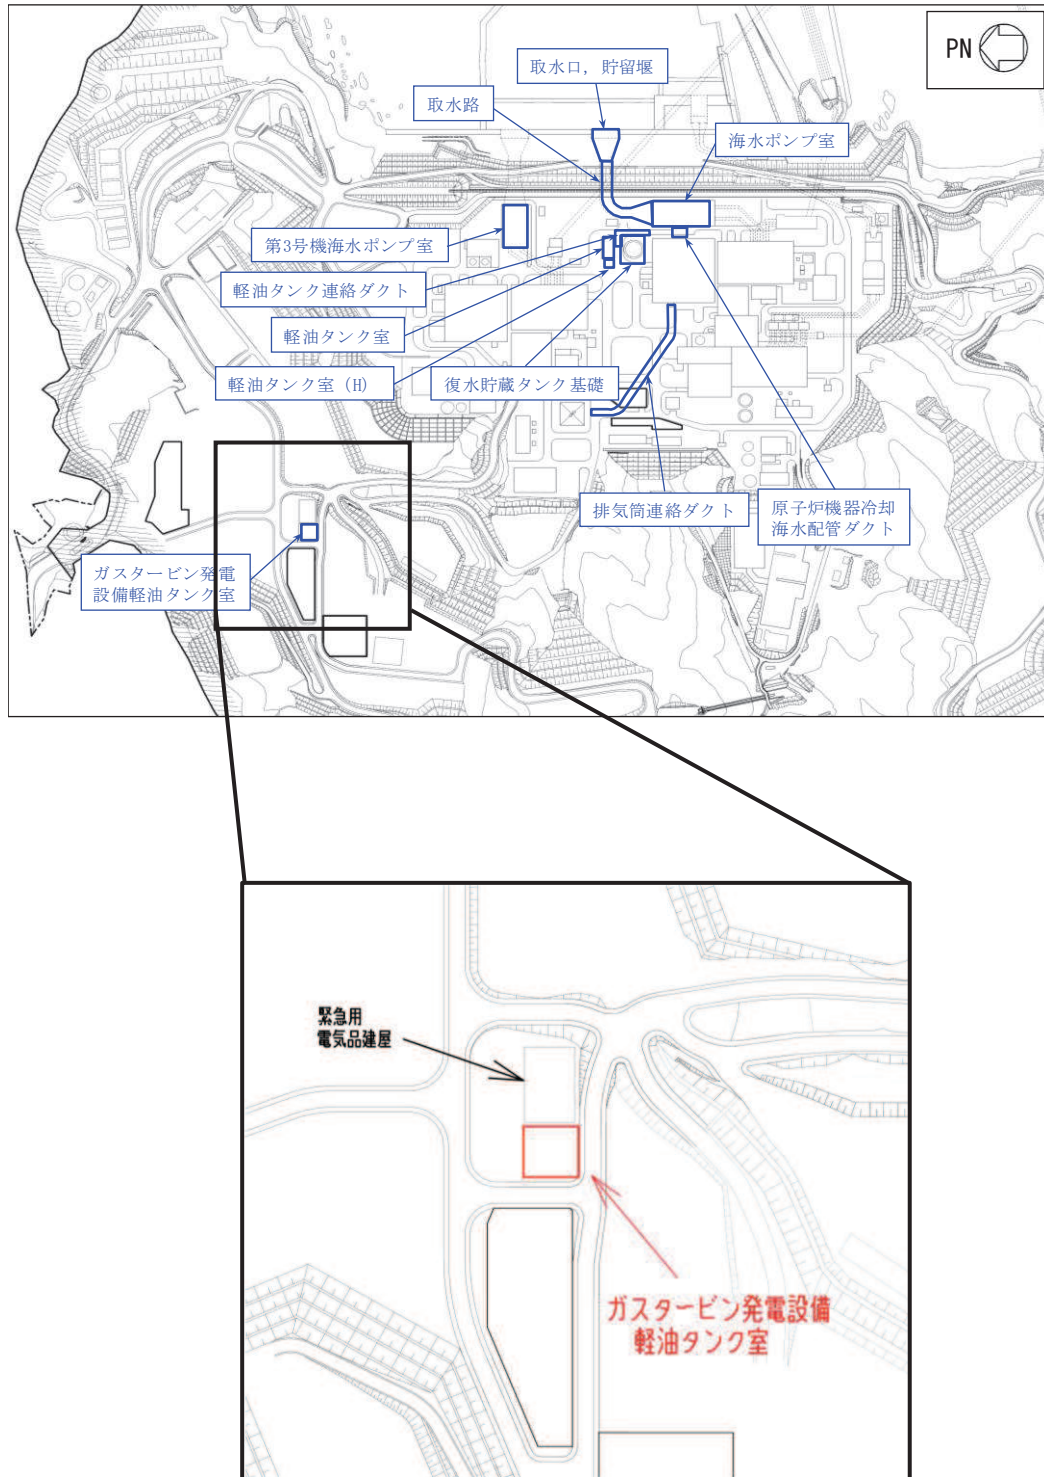 PN
取水口，貯留堰
取水路
海水ポンプ室
第3号機海水ポンプ室
軽油タンク連絡ダクト
軽油タンク室
軽油タンク室（H）
復水貯蔵タンク基礎
排気筒連絡ダクト
原子炉機器冷却
海水配管ダクト
ガスタービン発電
設備軽油タンク室
緊急用
電気品建屋
ガスタービン発電設備
軽油タンク室